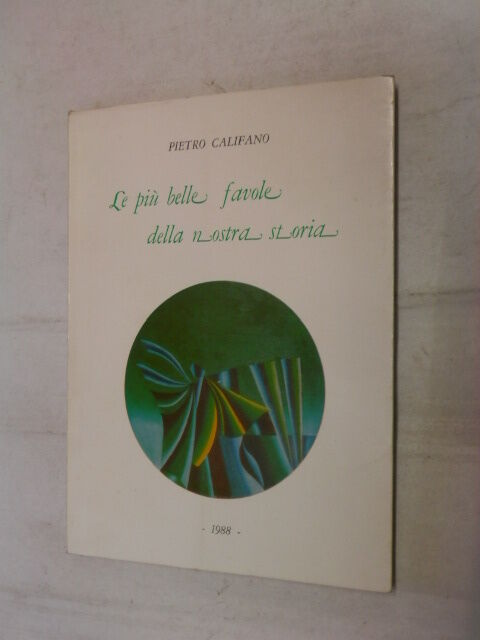 PIETRO CALIFANO
Le più belle favole
della nostra storia
- 1988 -